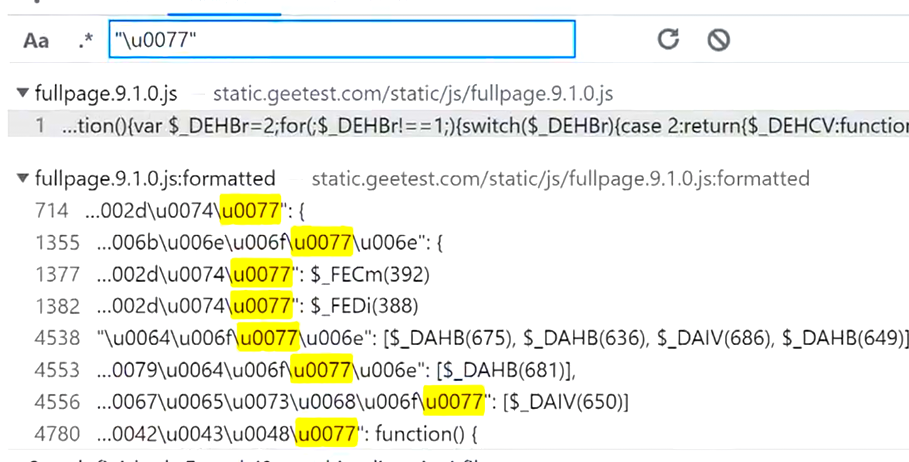 Aa .* "\u0077"
fullpage.9.1.0.js — static.geetest.com/static/js/fullpage.9.1.0.js
1 ...tion(){var $_DEHBr=2;for(;$_DEHBr!==1;){switch($_DEHBr){case 2:return{$_DEHCV:function
fullpage.9.1.0.js:formatted — static.geetest.com/static/js/fullpage.9.1.0.js:formatted
714 ...002d\u0074\u0077": {
1355 ...006b\u006e\u006f\u0077\u006e": {
1377 ...002d\u0074\u0077": $_FECm(392)
1382 ...002d\u0074\u0077": $_FEDi(388)
4538 "\u0064\u006f\u0077\u006e": [$_DAHB(675), $_DAHB(636), $_DAIV(686), $_DAHB(649)]
4553 ...0079\u0064\u006f\u0077\u006e": [$_DAHB(681)],
4556 ...0067\u0065\u0073\u0068\u006f\u0077": [$_DAIV(650)]
4780 ...0042\u0043\u0048\u0077": function() {